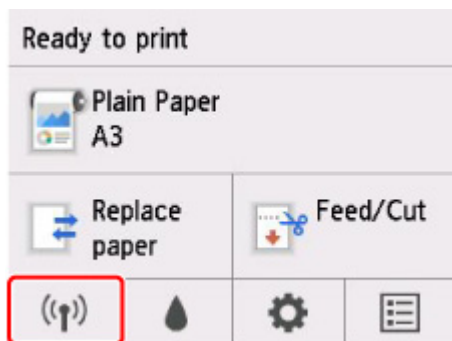 Ready to print
Plain Paper
A3
Replace
paper
Feed/Cut